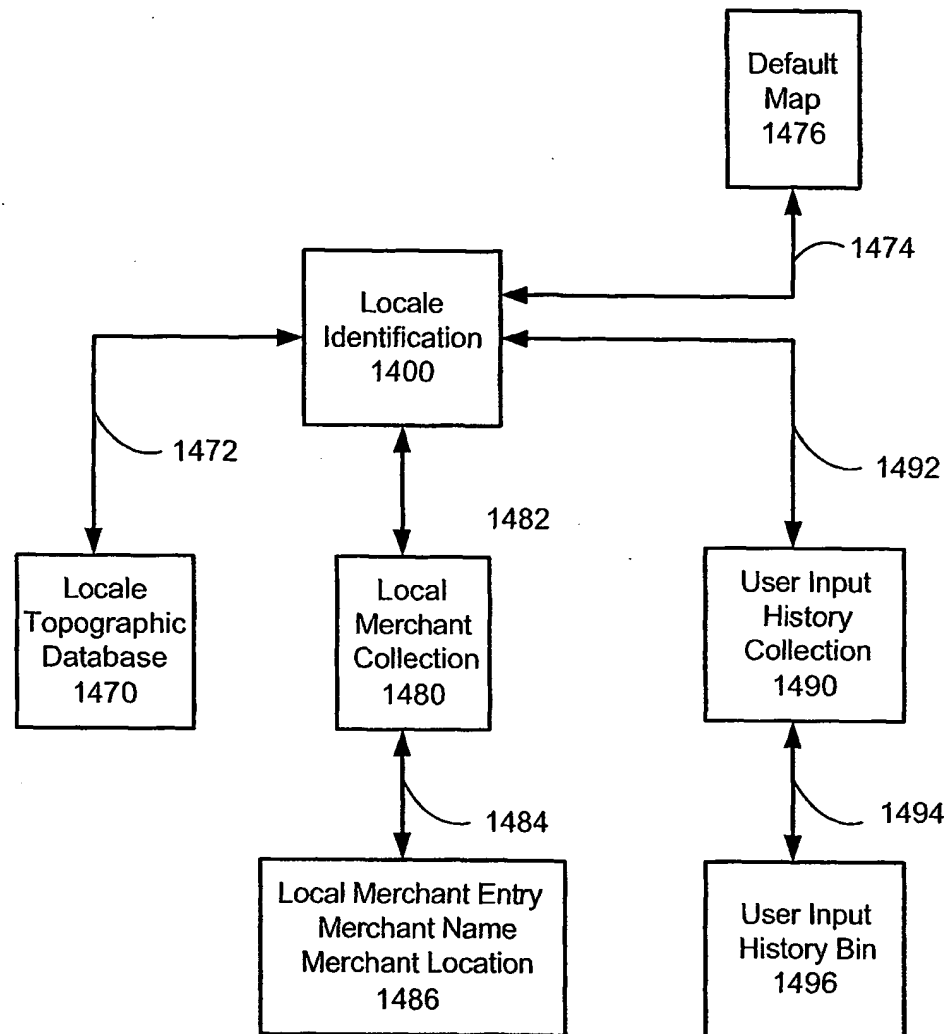 Default
Map
1476
1474
Locale
Identification
1400
1472
1492
1482
Locale
Topographic
Database
1470
Local
Merchant
Collection
1480
User Input
History
Collection
1490
1484
1494
Local Merchant Entry
Merchant Name
Merchant Location
1486
User Input
History Bin
1496